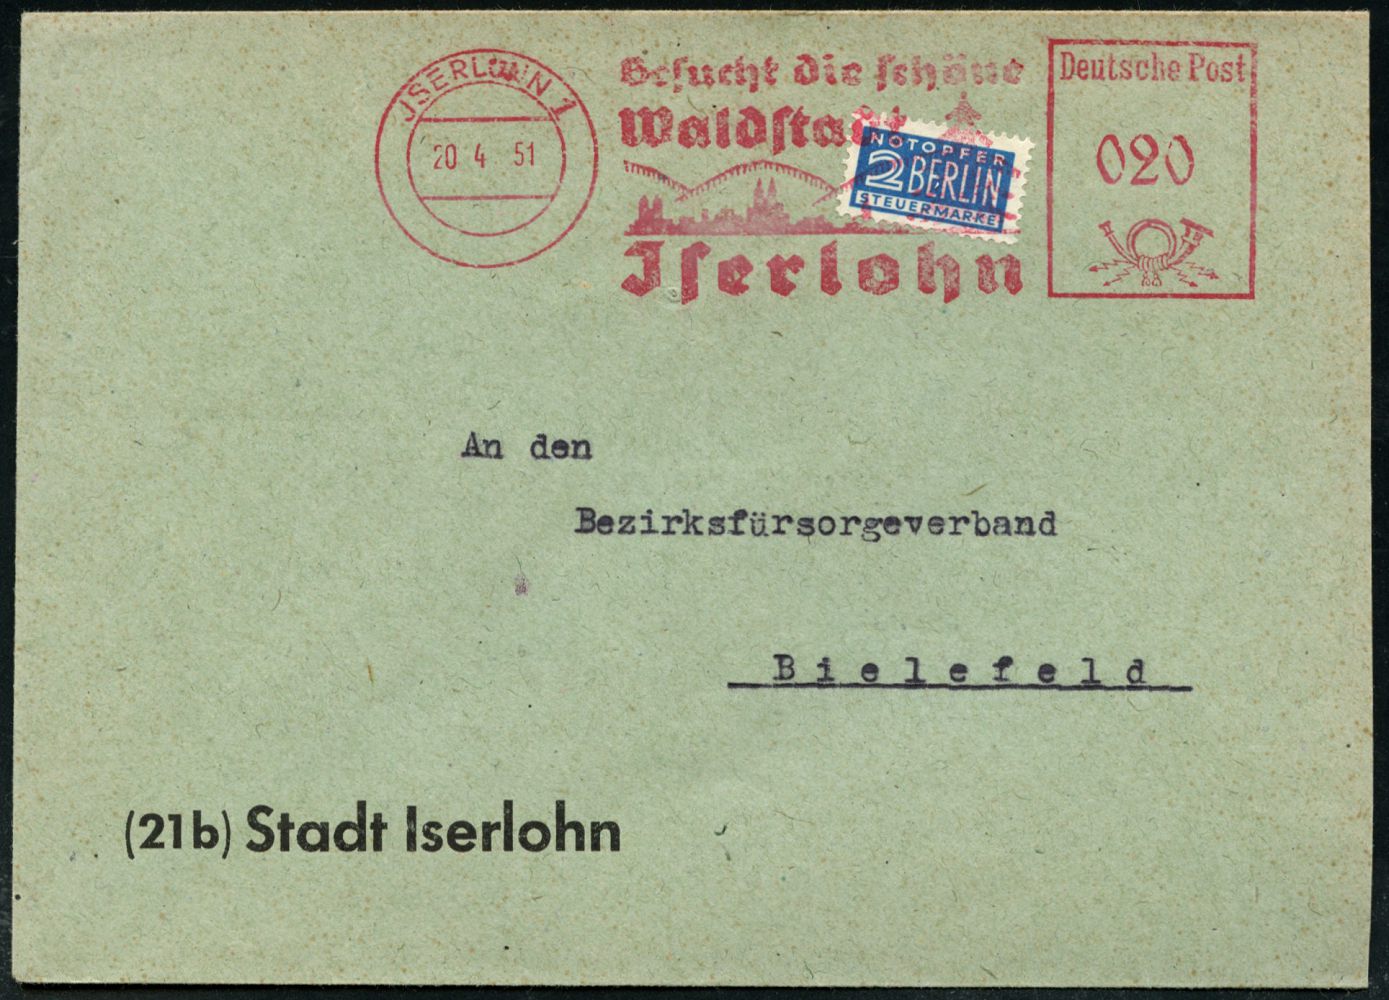 JSERLOHN 1
20. 4. 51
Besucht die schöne
Waldstadt
Iserlohn
NOTOPFER
2 BERLIN
STEUERMARKE
Deutsche Post
020
An den
Bezirksfürsorgeverband
Bielefeld
(21b) Stadt Iserlohn